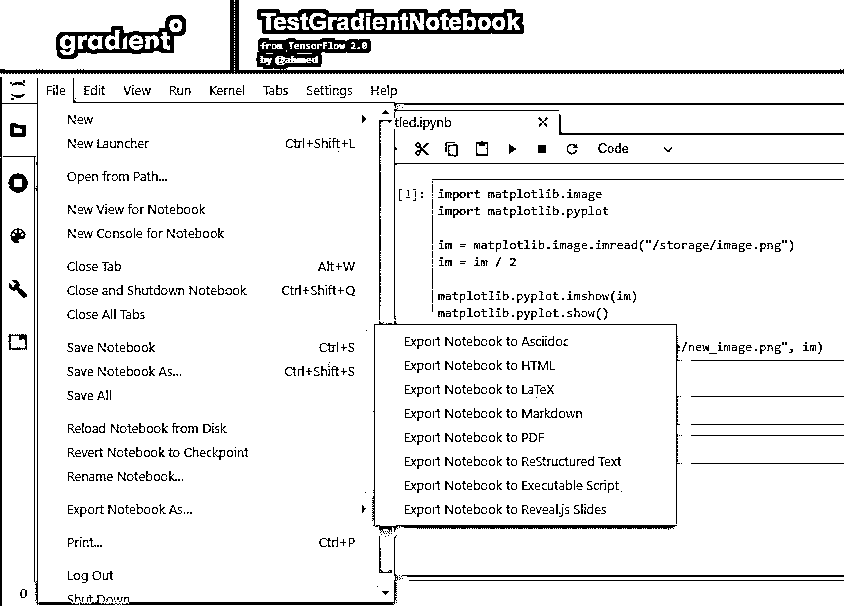 gradient
TestGradientNotebook
from TensorFlow 2.0
by @ahmed
File Edit View Run Kernel Tabs Settings Help
New
New Launcher Ctrl+Shift+L
Open from Path...
New View for Notebook
New Console for Notebook
Close Tab Alt+W
Close and Shutdown Notebook Ctrl+Shift+Q
Close All Tabs
Save Notebook Ctrl+S
Save Notebook As... Ctrl+Shift+S
Save All
Reload Notebook from Disk
Revert Notebook to Checkpoint
Rename Notebook...
Export Notebook As...
Print... Ctrl+P
Log Out
Shut Down
0
tled.ipynb
Code
[1]: import matplotlib.image
import matplotlib.pyplot
im = matplotlib.image.imread("/storage/image.png")
im = im / 2
matplotlib.pyplot.imshow(im)
matplotlib.pyplot.show()
e/new_image.png", im)
Export Notebook to Asciidoc
Export Notebook to HTML
Export Notebook to LaTeX
Export Notebook to Markdown
Export Notebook to PDF
Export Notebook to ReStructured Text
Export Notebook to Executable Script
Export Notebook to Reveal.js Slides